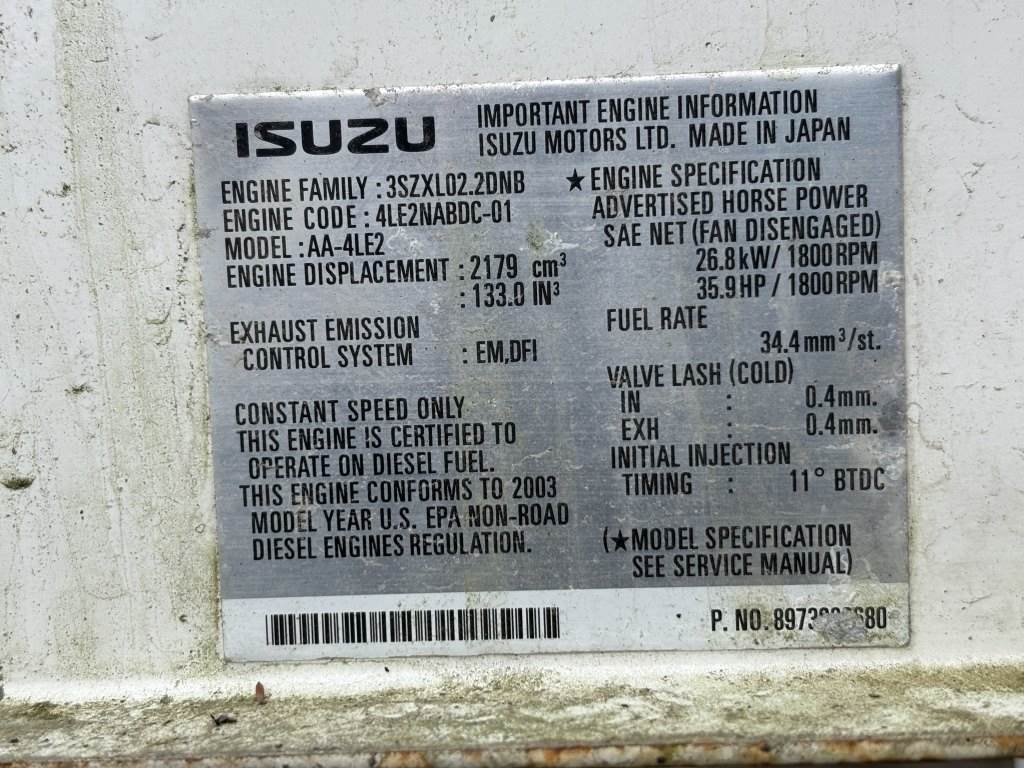 ISUZU
IMPORTANT ENGINE INFORMATION
ISUZU MOTORS LTD. MADE IN JAPAN
ENGINE FAMILY : 3SZXL02.2DNB
ENGINE CODE : 4LE2NABDC-01
MODEL : AA-4LE2
ENGINE DISPLACEMENT : 2179 cm³
: 133.0 IN³
EXHAUST EMISSION
CONTROL SYSTEM : EM,DFI
CONSTANT SPEED ONLY
THIS ENGINE IS CERTIFIED TO
OPERATE ON DIESEL FUEL.
THIS ENGINE CONFORMS TO 2003
MODEL YEAR U.S. EPA NON-ROAD
DIESEL ENGINES REGULATION.
★ENGINE SPECIFICATION
ADVERTISED HORSE POWER
SAE NET (FAN DISENGAGED)
26.8 kW / 1800 RPM
35.9 HP / 1800 RPM
FUEL RATE
34.4 mm³/st.
VALVE LASH (COLD)
IN : 0.4mm.
EXH : 0.4mm.
INITIAL INJECTION
TIMING : 11° BTDC
(★MODEL SPECIFICATION
SEE SERVICE MANUAL)
P. NO.